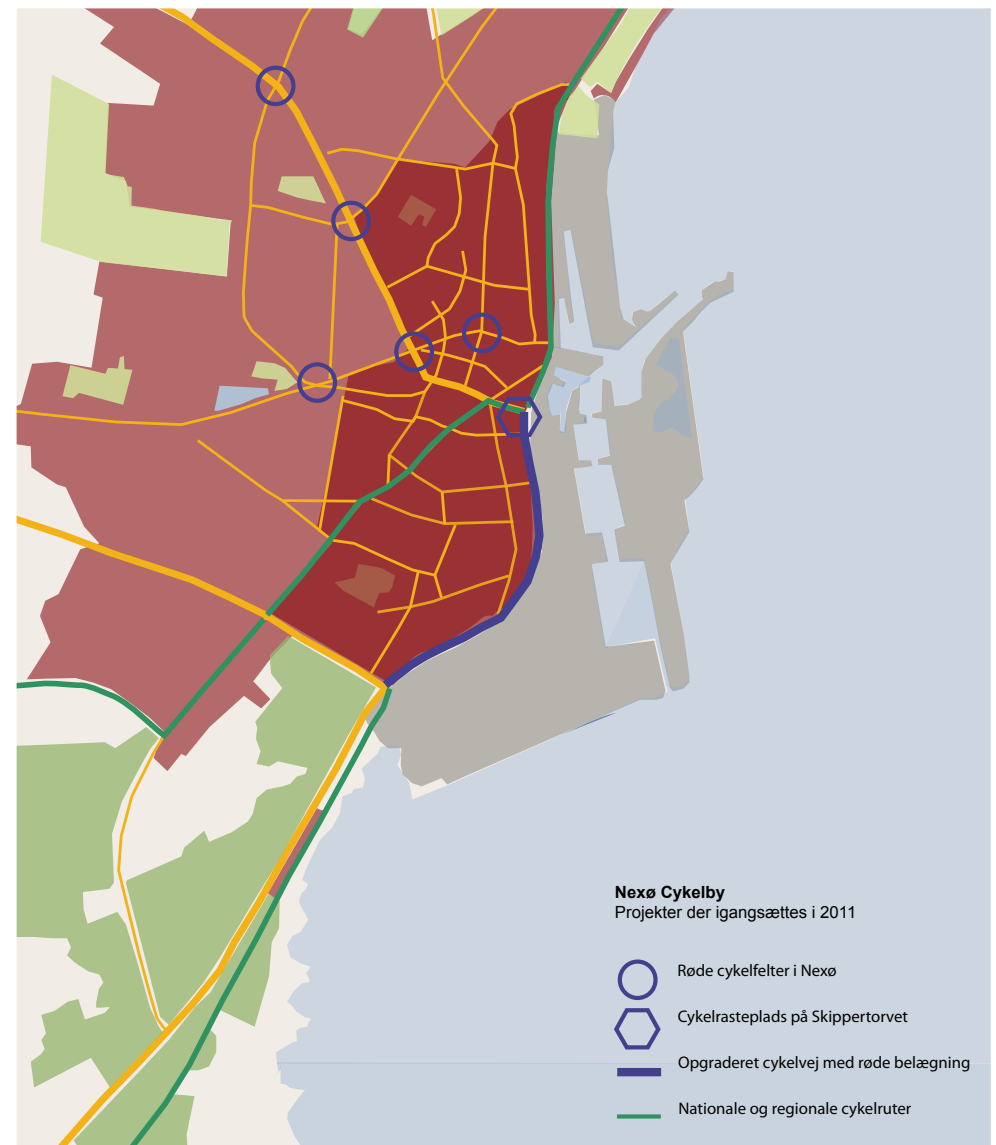 Nexø Cykelby
Projekter der igangsættes i 2011
Røde cykelfelter i Nexø
Cykelrasteplads på Skippertorvet
Opgraderet cykelvej med røde belægning
Nationale og regionale cykelruter